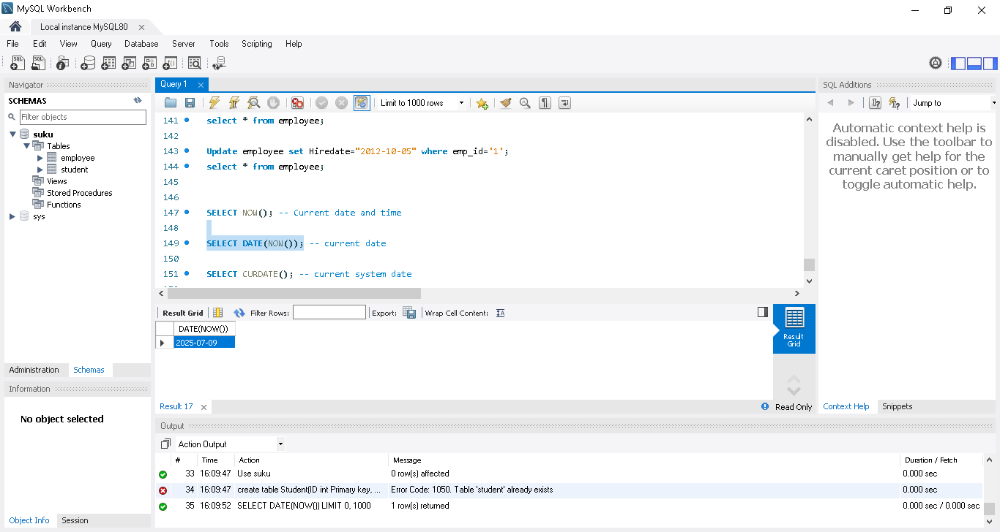 MySQL Workbench
Local instance MySQL80
File Edit View Query Database Server Tools Scripting Help
Navigator
SCHEMAS
Filter objects
suku
Tables
employee
student
Views
Stored Procedures
Functions
sys
Administration Schemas
Information
No object selected
Object Info Session
Query 1
Limit to 1000 rows
141 select * from employee;
142
143 Update employee set Hiredate="2012-10-05" where emp_id='1';
144 select * from employee;
145
146
147 SELECT NOW(); -- Current date and time
148
149 SELECT DATE(NOW()); -- current date
150
151 SELECT CURDATE(); -- current system date
Result Grid Filter Rows: Export: Wrap Cell Content:
DATE(NOW())
2025-07-09
Result Grid
Result 17 Read Only
Output
Action Output
# Time Action Message Duration / Fetch
33 16:09:47 Use suku 0 row(s) affected 0.000 sec
34 16:09:47 create table Student(ID int Primary key, ... Error Code: 1050. Table 'student' already exists 0.000 sec
35 16:09:52 SELECT DATE(NOW()) LIMIT 0, 1000 1 row(s) returned 0.000 sec / 0.000 sec
SQL Additions
Jump to
Automatic context help is
disabled. Use the toolbar to
manually get help for the
current caret position or to
toggle automatic help.
Context Help Snippets